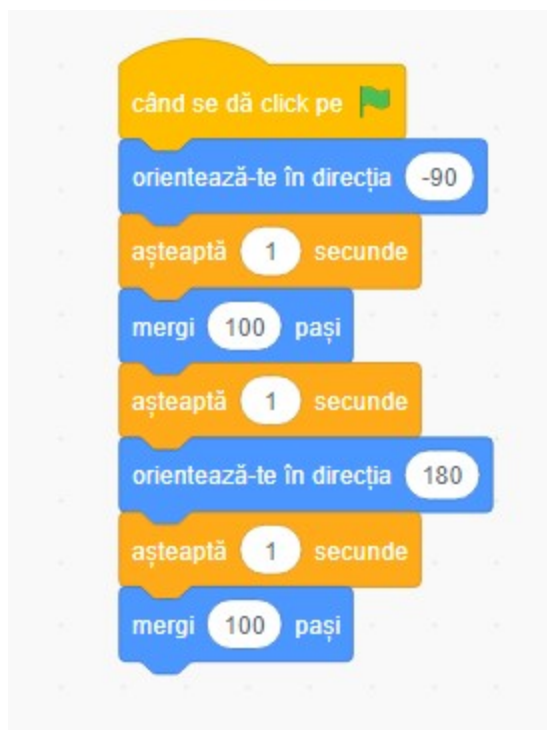 când se dă click pe
orientează-te în direcția -90
așteaptă 1 secunde
mergi 100 pași
așteaptă 1 secunde
orientează-te în direcția 180
așteaptă 1 secunde
mergi 100 pași